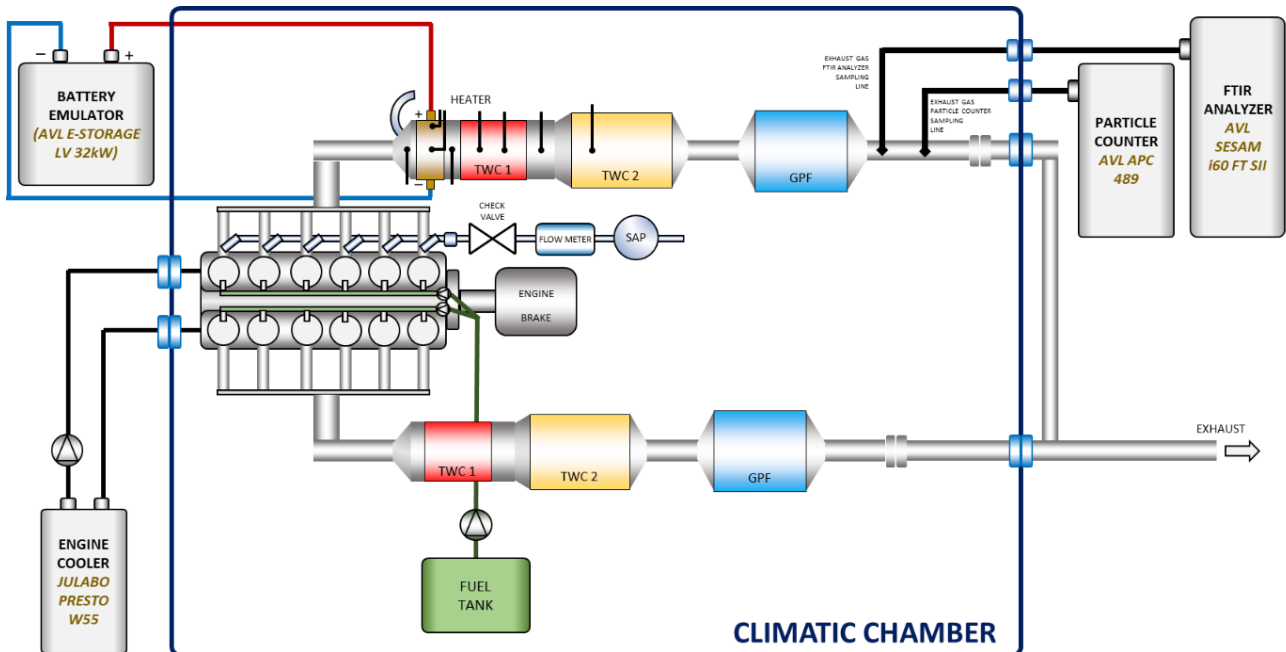 −
+
BATTERY
EMULATOR
(AVL E-STORAGE
LV 32kW)
HEATER
+
−
TWC 1
TWC 2
GPF
EXHAUST GAS
FTIR ANALYZER
SAMPLING
LINE
EXHAUST GAS
PARTICLE COUNTER
SAMPLING
LINE
PARTICLE
COUNTER
AVL APC
489
FTIR
ANALYZER
AVL
SESAM
i60 FT SII
CHECK
VALVE
FLOW METER
SAP
ENGINE
BRAKE
TWC 1
TWC 2
GPF
EXHAUST
ENGINE
COOLER
JULABO
PRESTO
W55
FUEL
TANK
CLIMATIC CHAMBER